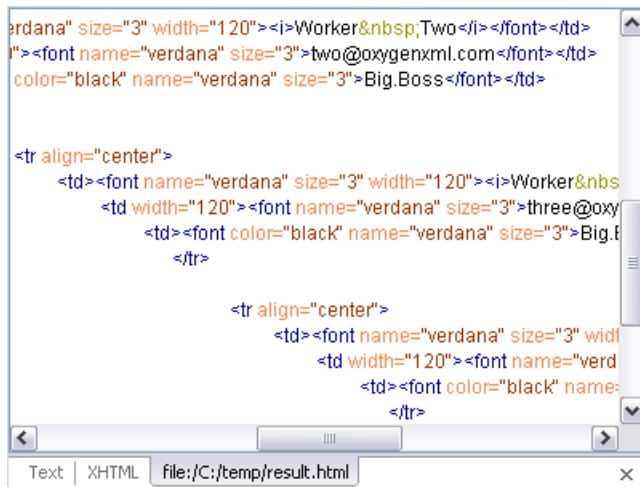 erdana" size="3" width="120"><i>Worker&nbsp;Two</i></font></td>
"><font name="verdana" size="3">two@oxygenxml.com</font></td>
color="black" name="verdana" size="3">Big.Boss</font></td>
<tr align="center">
<td><font name="verdana" size="3" width="120"><i>Worker&nbs
<td width="120"><font name="verdana" size="3">three@oxy
<td><font color="black" name="verdana" size="3">Big.
</tr>
<tr align="center">
<td><font name="verdana" size="3" widt
<td width="120"><font name="verd
<td><font color="black" name
</tr>
Text XHTML file:/C:/temp/result.html